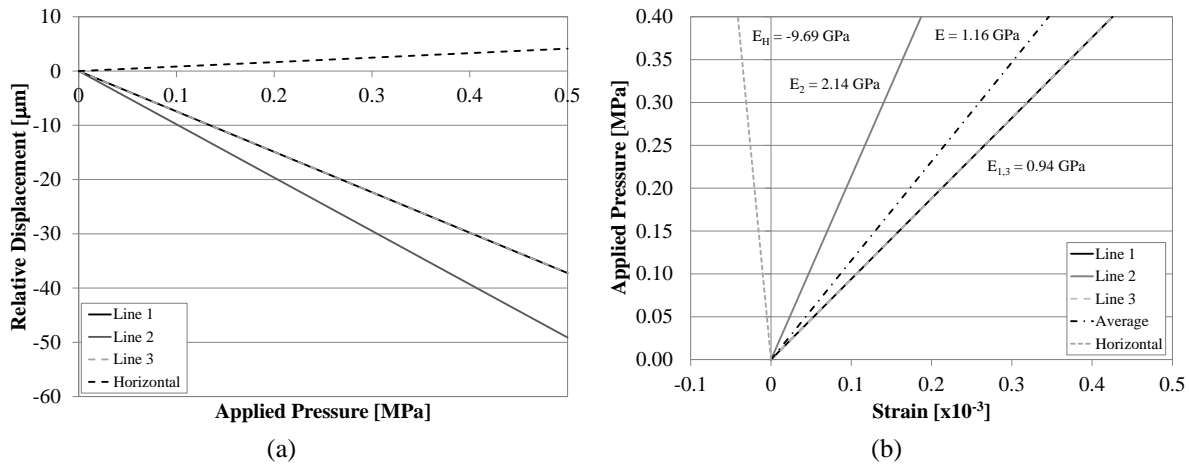 10
0
-10
-20
-30
-40
-50
-60
0
0.1
0.2
0.3
0.4
0.5
Relative Displacement [µm]
Applied Pressure [MPa]
Line 1
Line 2
Line 3
Horizontal
(a)
0.40
0.35
0.30
0.25
0.20
0.15
0.10
0.05
0.00
-0.1
0
0.1
0.2
0.3
0.4
0.5
Applied Pressure [MPa]
Strain [x10⁻³]
E_H = -9.69 GPa
E = 1.16 GPa
E₂ = 2.14 GPa
E₁,₃ = 0.94 GPa
Line 1
Line 2
Line 3
Average
Horizontal
(b)